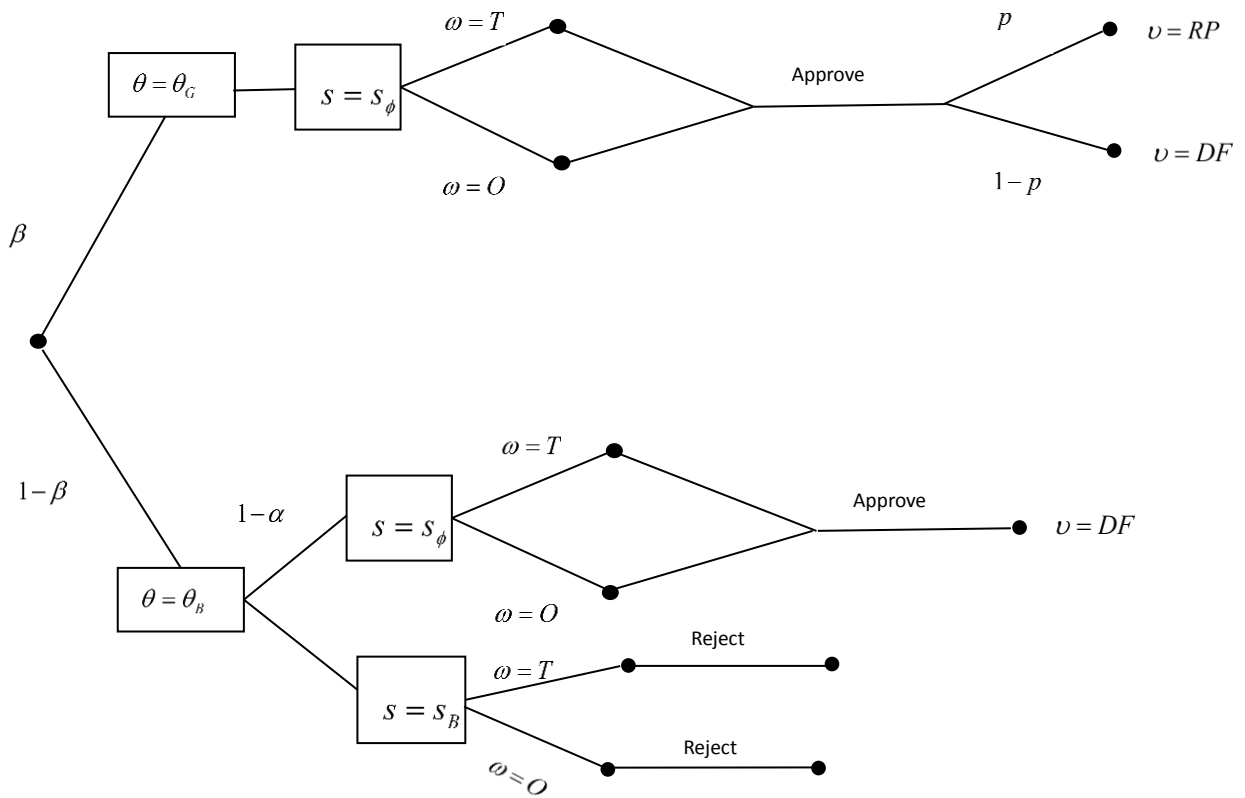 ω = T
p
υ = RP
Approve
θ = θ_G
s = s_ϕ
υ = DF
ω = O
1 − p
β
ω = T
1 − β
1 − α
Approve
s = s_ϕ
υ = DF
θ = θ_B
ω = O
Reject
ω = T
s = s_B
Reject
ω = O